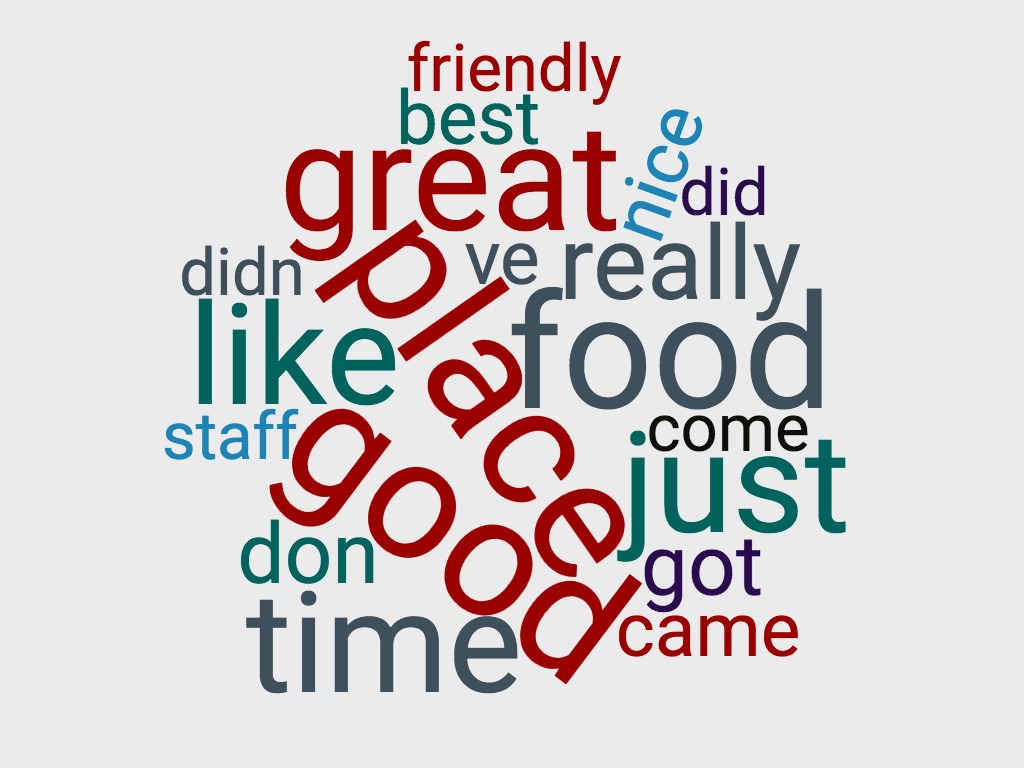 friendly
best
great
nice
did
place
didn
ve
really
like
food
staff
good
come
just
don
got
time
came